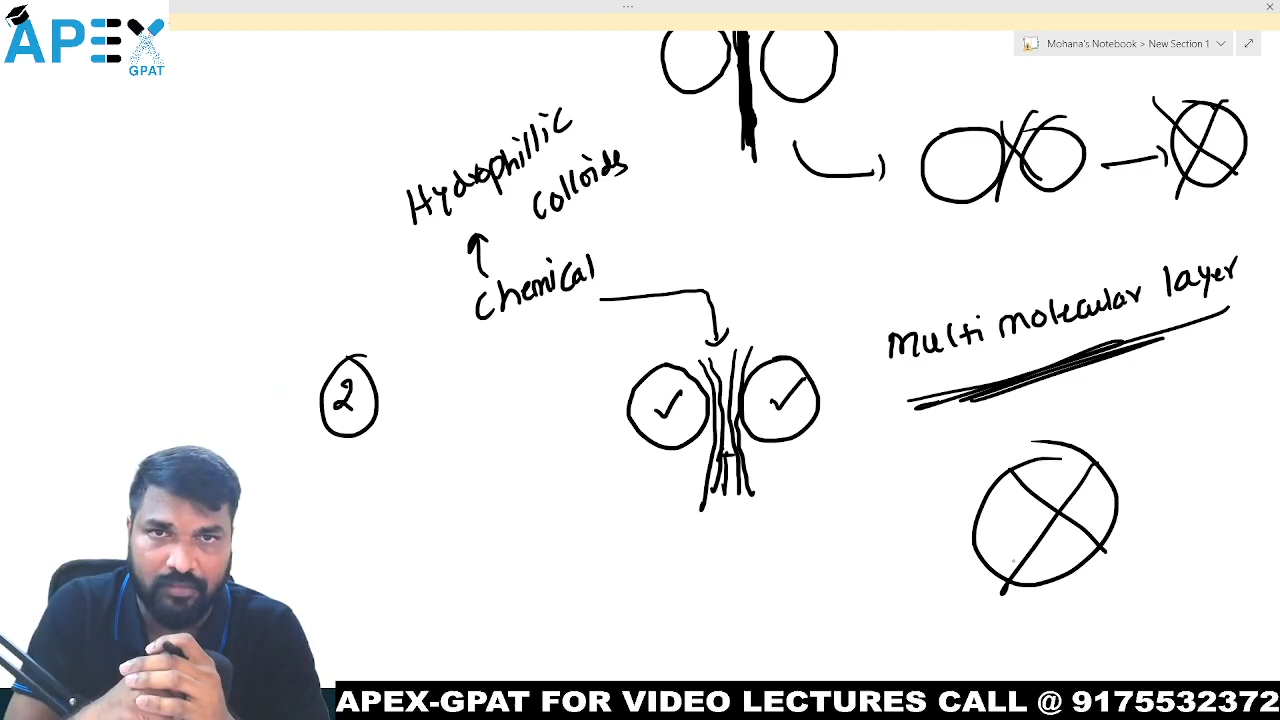 APEX
GPAT
Mohana's Notebook > New Section 1
Hydrophillic
Colloids
Chemical
Multi molecular layer
2
APEX-GPAT FOR VIDEO LECTURES CALL @ 9175532372